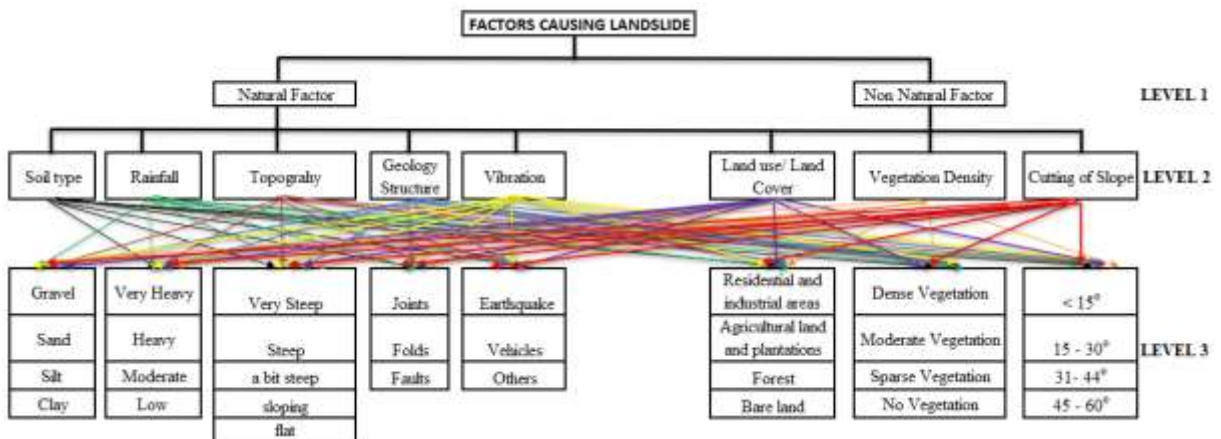 FACTORS CAUSING LANDSLIDE
Natural Factor
Non Natural Factor
LEVEL 1
Soil type
Rainfall
Topograhy
Geology
Structure
Vibration
Land use/ Land
Cover
Vegetation Density
Cutting of Slope
LEVEL 2
Gravel
Sand
Silt
Clay
Very Heavy
Heavy
Moderate
Low
Very Steep
Steep
a bit steep
sloping
flat
Joints
Folds
Faults
Earthquake
Vehicles
Others
Residential and
industrial areas
Agricultural land
and plantations
Forest
Bare land
Dense Vegetation
Moderate Vegetation
Sparse Vegetation
No Vegetation
< 15°
15 - 30°
31- 44°
45 - 60°
LEVEL 3